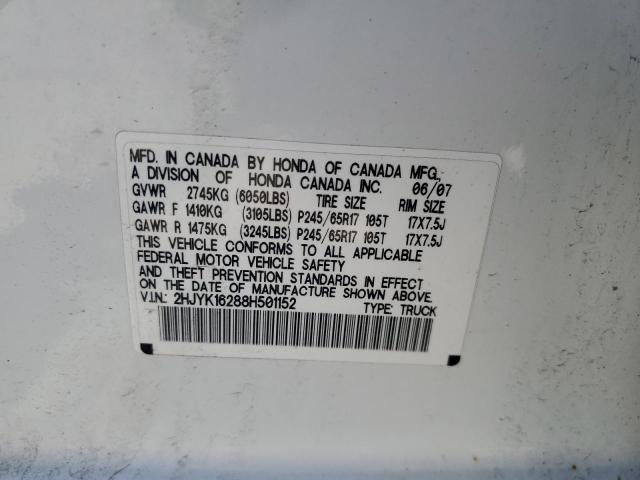 MFD. IN CANADA BY HONDA OF CANADA MFG.,
A DIVISION OF HONDA CANADA INC. 06/07
GVWR 2745KG (6050LBS) TIRE SIZE RIM SIZE
GAWR F 1410KG (3105LBS) P245/65R17 105T 17X7.5J
GAWR R 1475KG (3245LBS) P245/65R17 105T 17X7.5J
THIS VEHICLE CONFORMS TO ALL APPLICABLE
FEDERAL MOTOR VEHICLE SAFETY
AND THEFT PREVENTION STANDARDS IN EFFECT
ON THE DATE OF MANUFACTURE SHOWN ABOVE.
V.I.N.: 2HJYK16288H501152 TYPE: TRUCK